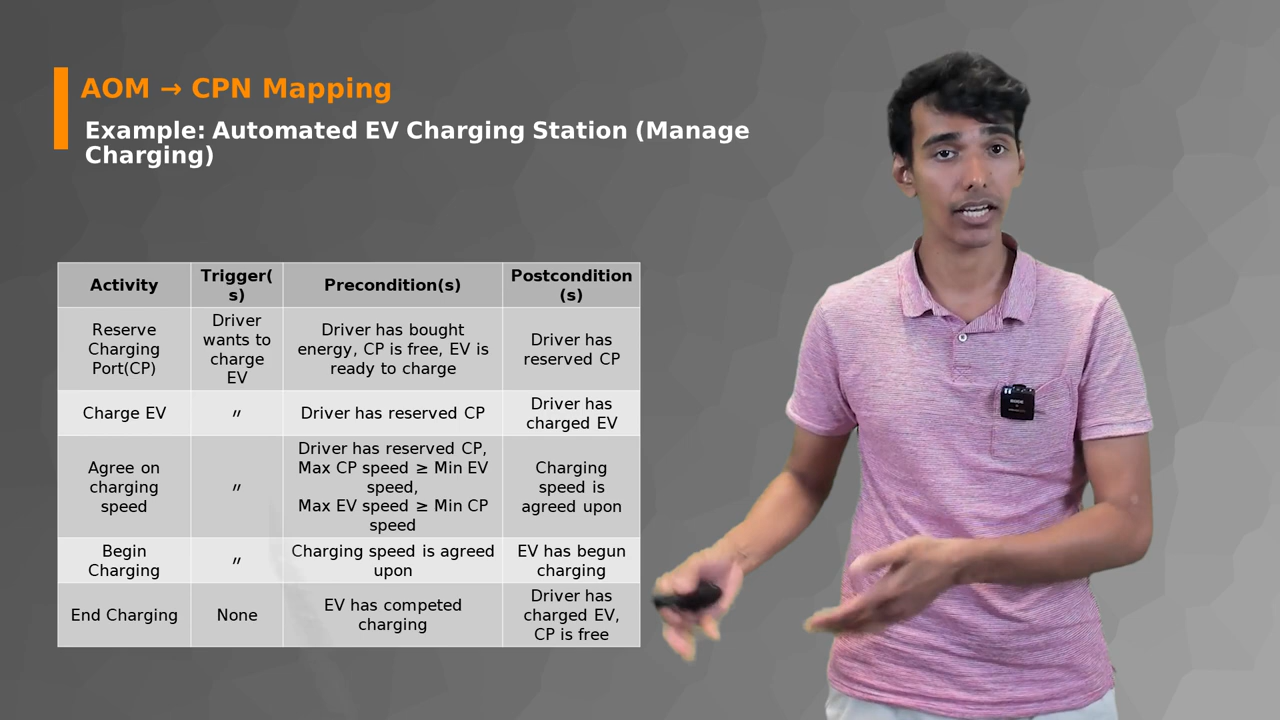 AOM → CPN Mapping
Example: Automated EV Charging Station (Manage
Charging)
Activity
Trigger(
s)
Precondition(s)
Postcondition
(s)
Reserve
Charging
Port(CP)
Driver
wants to
charge
EV
Driver has bought
energy, CP is free, EV is
ready to charge
Driver has
reserved CP
Charge EV
〃
Driver has reserved CP
Driver has
charged EV
Agree on
charging
speed
〃
Driver has reserved CP,
Max CP speed ≥ Min EV
speed,
Max EV speed ≥ Min CP
speed
Charging
speed is
agreed upon
Begin
Charging
〃
Charging speed is agreed
upon
EV has begun
charging
End Charging
None
EV has competed
charging
Driver has
charged EV,
CP is free
RODE